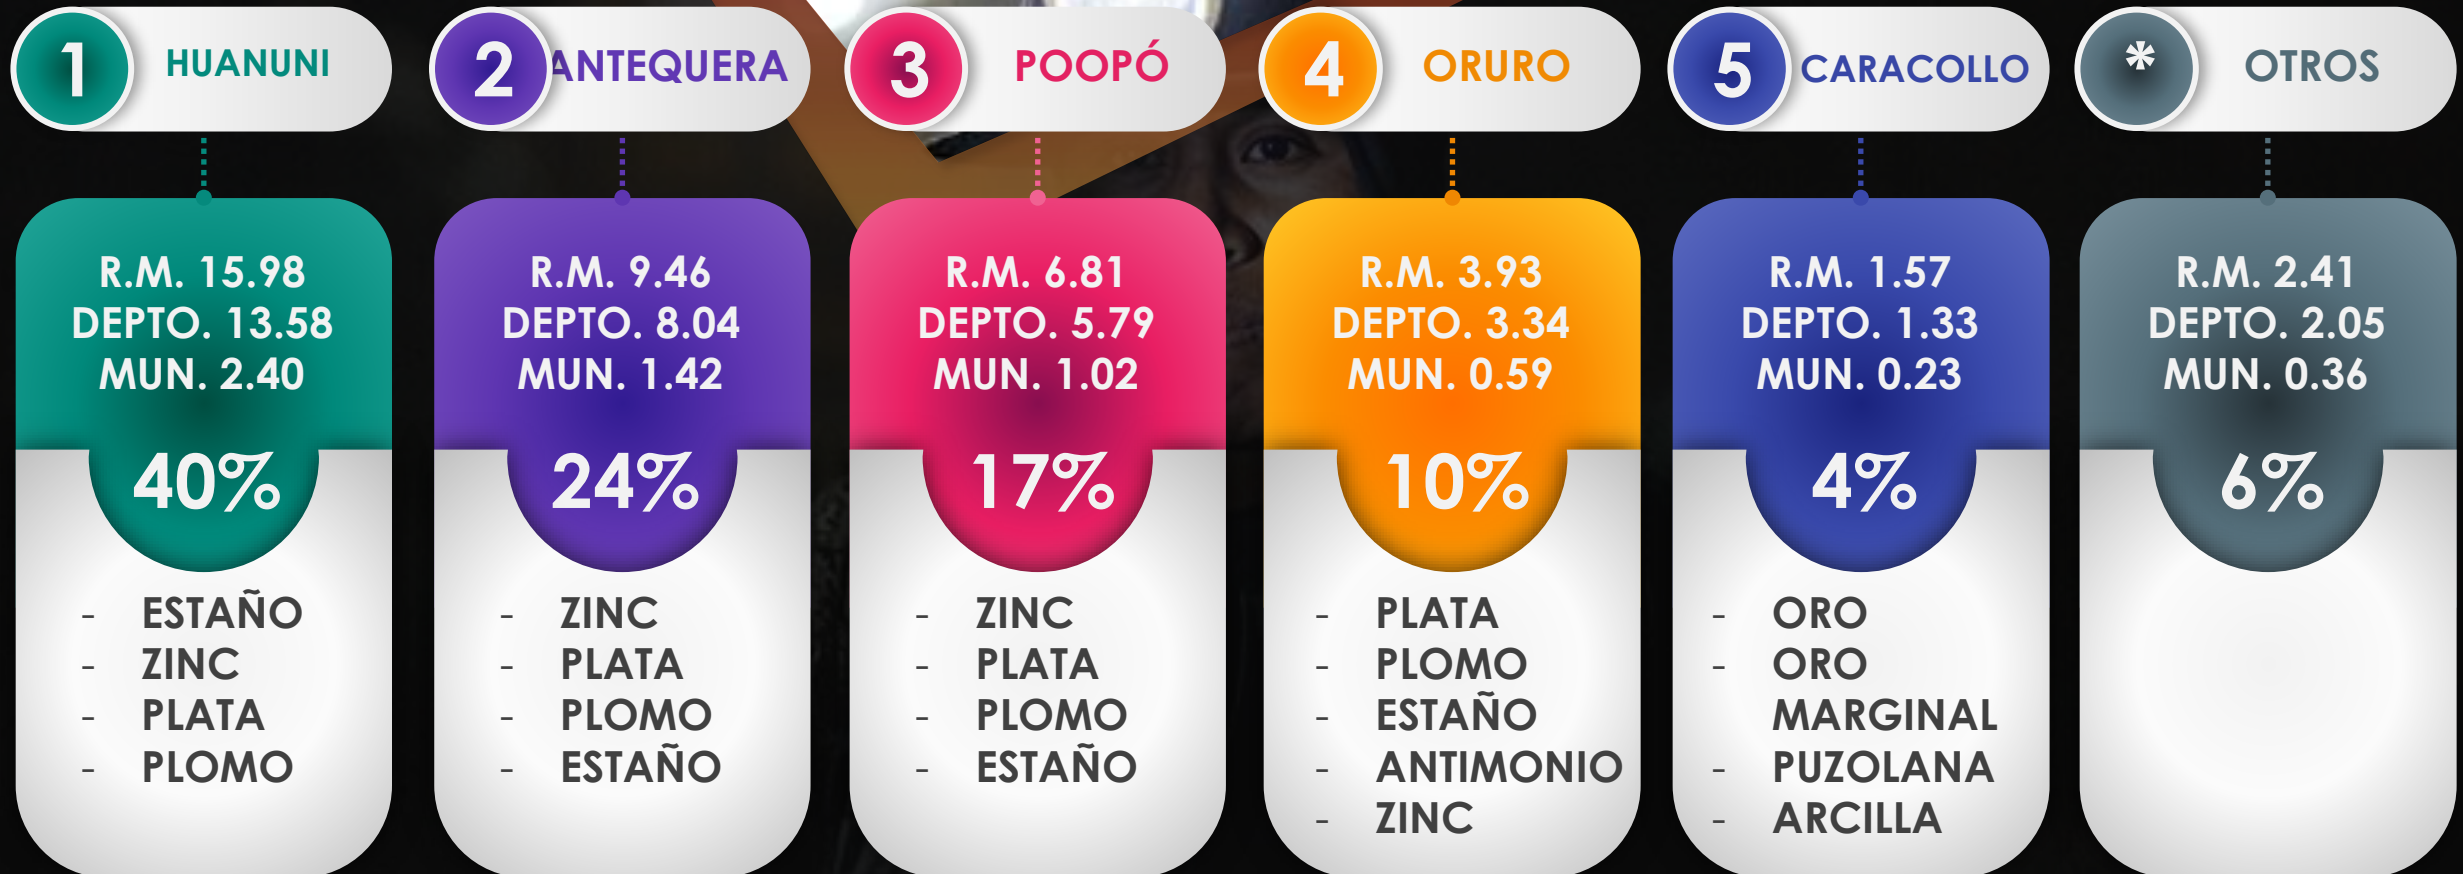 1 HUANUNI
R.M. 15.98
DEPTO. 13.58
MUN. 2.40
40%
- ESTAÑO
- ZINC
- PLATA
- PLOMO
2 ANTEQUERA
R.M. 9.46
DEPTO. 8.04
MUN. 1.42
24%
- ZINC
- PLATA
- PLOMO
- ESTAÑO
3 POOPÓ
R.M. 6.81
DEPTO. 5.79
MUN. 1.02
17%
- ZINC
- PLATA
- PLOMO
- ESTAÑO
4 ORURO
R.M. 3.93
DEPTO. 3.34
MUN. 0.59
10%
- PLATA
- PLOMO
- ESTAÑO
- ANTIMONIO
- ZINC
5 CARACOLLO
R.M. 1.57
DEPTO. 1.33
MUN. 0.23
4%
- ORO
- ORO
MARGINAL
- PUZOLANA
- ARCILLA
* OTROS
R.M. 2.41
DEPTO. 2.05
MUN. 0.36
6%